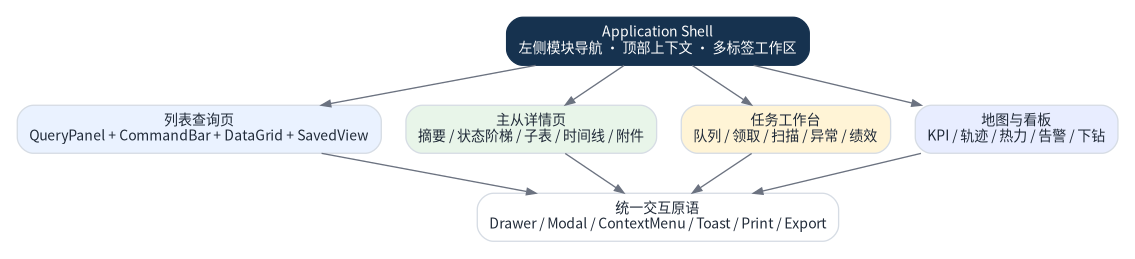 Application Shell
左侧模块导航 · 顶部上下文 · 多标签工作区
列表查询页
QueryPanel + CommandBar + DataGrid + SavedView
主从详情页
摘要 / 状态阶梯 / 子表 / 时间线 / 附件
任务工作台
队列 / 领取 / 扫描 / 异常 / 绩效
地图与看板
KPI / 轨迹 / 热力 / 告警 / 下钻
统一交互原语
Drawer / Modal / ContextMenu / Toast / Print / Export